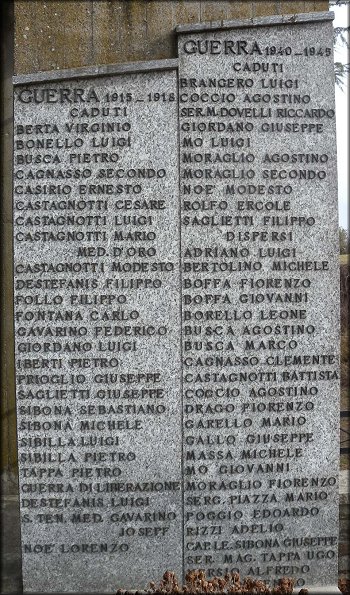 GUERRA 1915-1918
CADUTI
BERTA VIRGINIO
BONELLO LUIGI
BUSCA PIETRO
CAGNASSO SECONDO
CASIRIO ERNESTO
CASTAGNOTTI CESARE
CASTAGNOTTI LUIGI
CASTAGNOTTI MARIO
MED. D'ORO
CASTAGNOTTI MODESTO
DESTEFANIS FILIPPO
FOLLO FILIPPO
FONTANA CARLO
GAVARINO FEDERICO
GIORDANO LUIGI
IBERTI PIETRO
PRIOGLIO GIUSEPPE
SAGLIETTI GIUSEPPE
SIBONA SEBASTIANO
SIBONA MICHELE
SIBILLA LUIGI
SIBILLA PIETRO
TAPPA PIETRO
GUERRA DI LIBERAZIONE
DESTEFANIS LUIGI
S. TEN. MED. GAVARINO
JOSEPF
NOE LORENZO
GUERRA 1940-1945
CADUTI
BRANGERO LUIGI
COCCIO AGOSTINO
SER.M. DOVELLI RICCARDO
GIORDANO GIUSEPPE
MO LUIGI
MORAGLIO AGOSTINO
MORAGLIO SECONDO
NOE MODESTO
ROLFO ERCOLE
SAGLIETTI FILIPPO
DISPERSI
ADRIANO LUIGI
BERTOLINO MICHELE
BOFFA FIORENZO
BOFFA GIOVANNI
BORELLO LEONE
BUSCA AGOSTINO
BUSCA MARCO
CAGNASSO CLEMENTE
CASTAGNOTTI BATTISTA
COCCIO AGOSTINO
DRAGO FIORENZO
GARELLO MARIO
GALLO GIUSEPPE
MASSA MICHELE
MO GIOVANNI
MORAGLIO FIORENZO
SERG. PIAZZA MARIO
POGGIO EDOARDO
RIZZI ADELIO
CAP.LE. SIBONA GIUSEPPE
SER. MAG. TAPPA UGO
ALFREDO